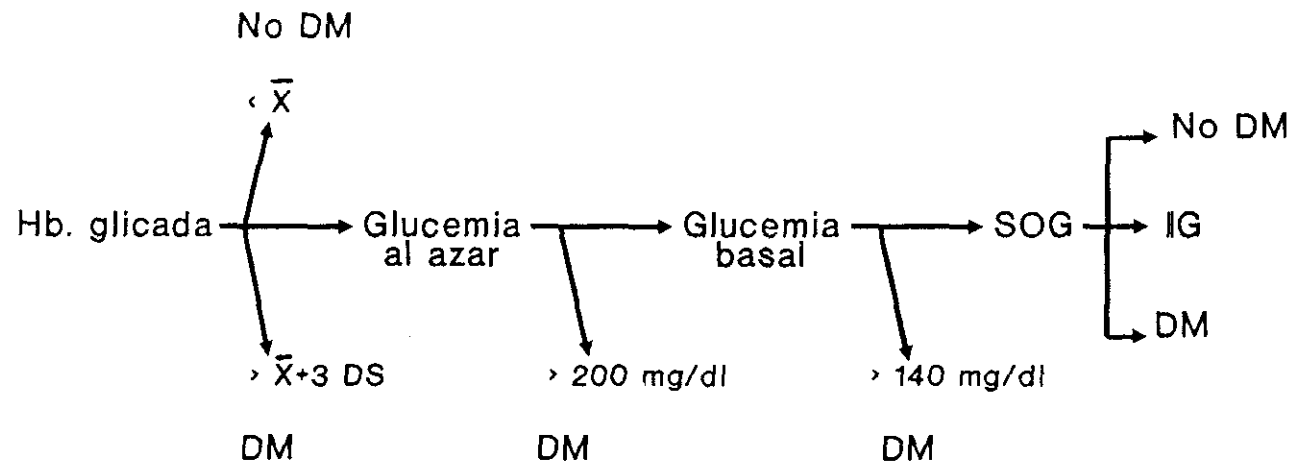 No DM
< X̅
No DM
Hb. glicada
Glucemia
al azar
Glucemia
basal
SOG
IIG
DM
> X̅+3 DS
> 200 mg/dl
> 140 mg/dl
DM
DM
DM